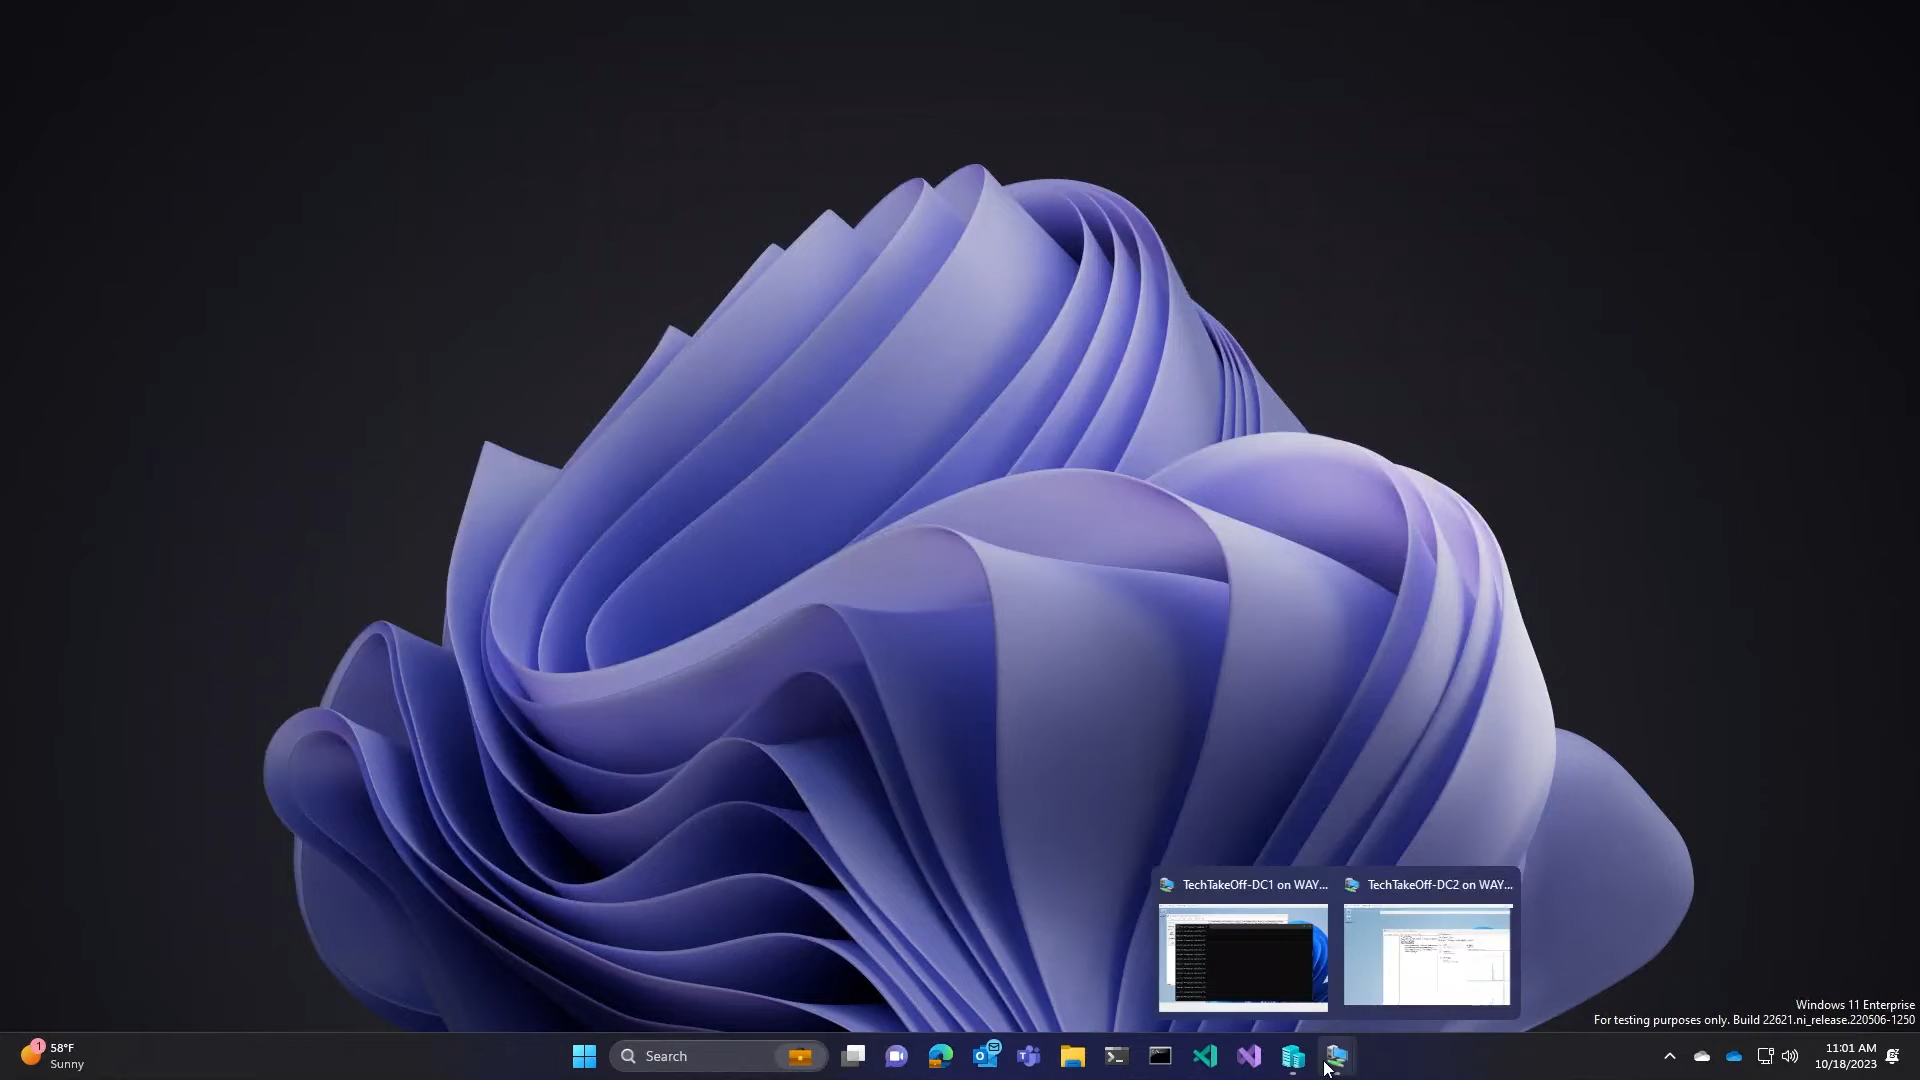 TechTakeOff-DC1 on WAY...
TechTakeOff-DC2 on WAY...
Windows 11 Enterprise
For testing purposes only. Build 22621.ni_release.220506-1250
1
58°F
Sunny
Search
11:01 AM
10/18/2023